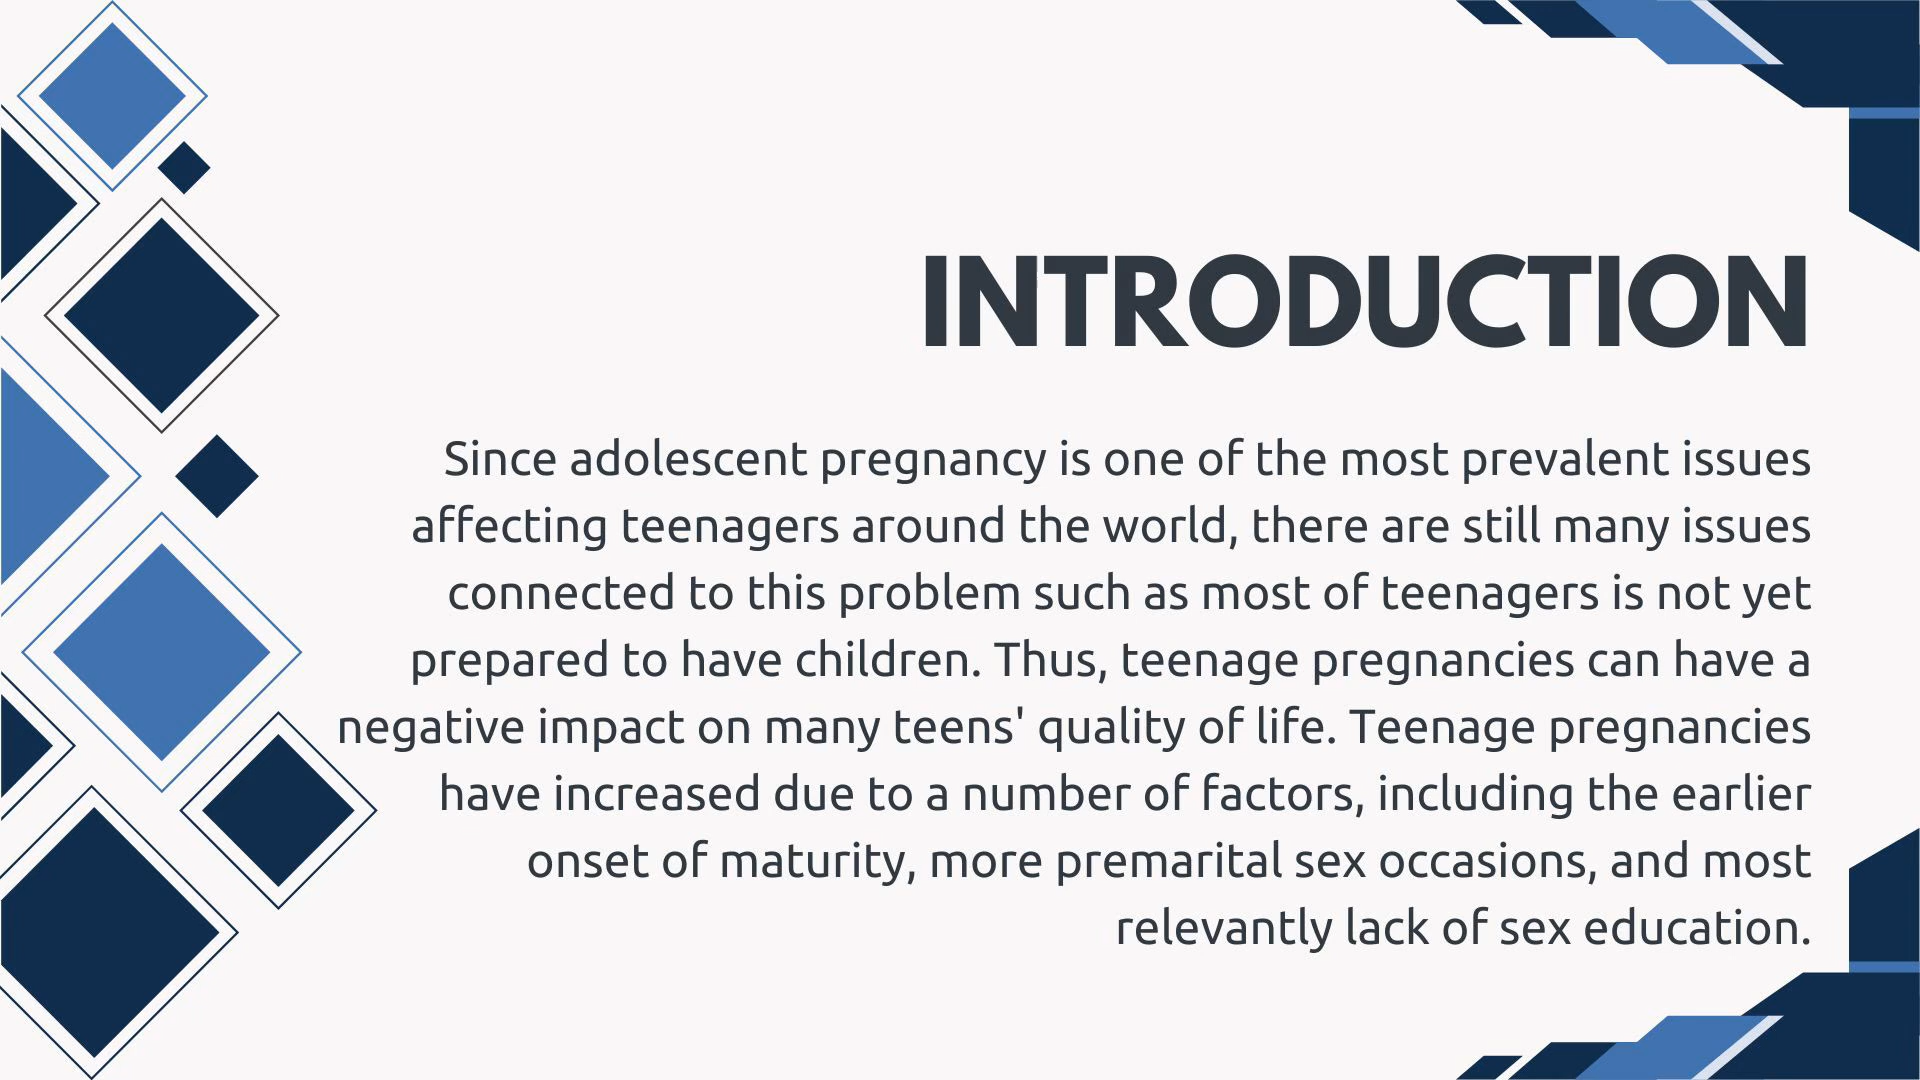 INTRODUCTION
Since adolescent pregnancy is one of the most prevalent issues
affecting teenagers around the world, there are still many issues
connected to this problem such as most of teenagers is not yet
prepared to have children. Thus, teenage pregnancies can have a
negative impact on many teens' quality of life. Teenage pregnancies
have increased due to a number of factors, including the earlier
onset of maturity, more premarital sex occasions, and most
relevantly lack of sex education.